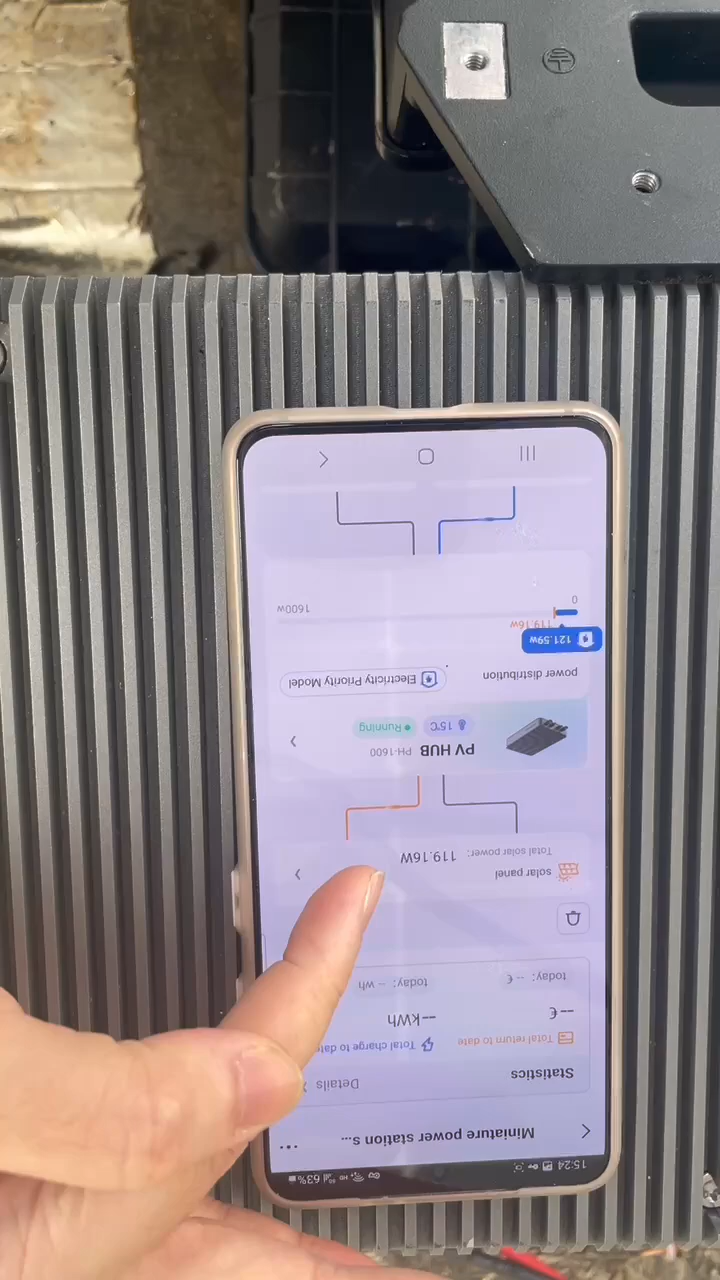 15:24
63%
Miniature power station s...
Statistics
Details
Total return to date
Total charge to date
--€
--kWh
today: --€
today: -- wh
solar panel
Total solar power: 119.16W
PV HUB PH-1600
15℃
Running
power distribution
Electricity Priority Model
121.59w
119.16w
0
1600w